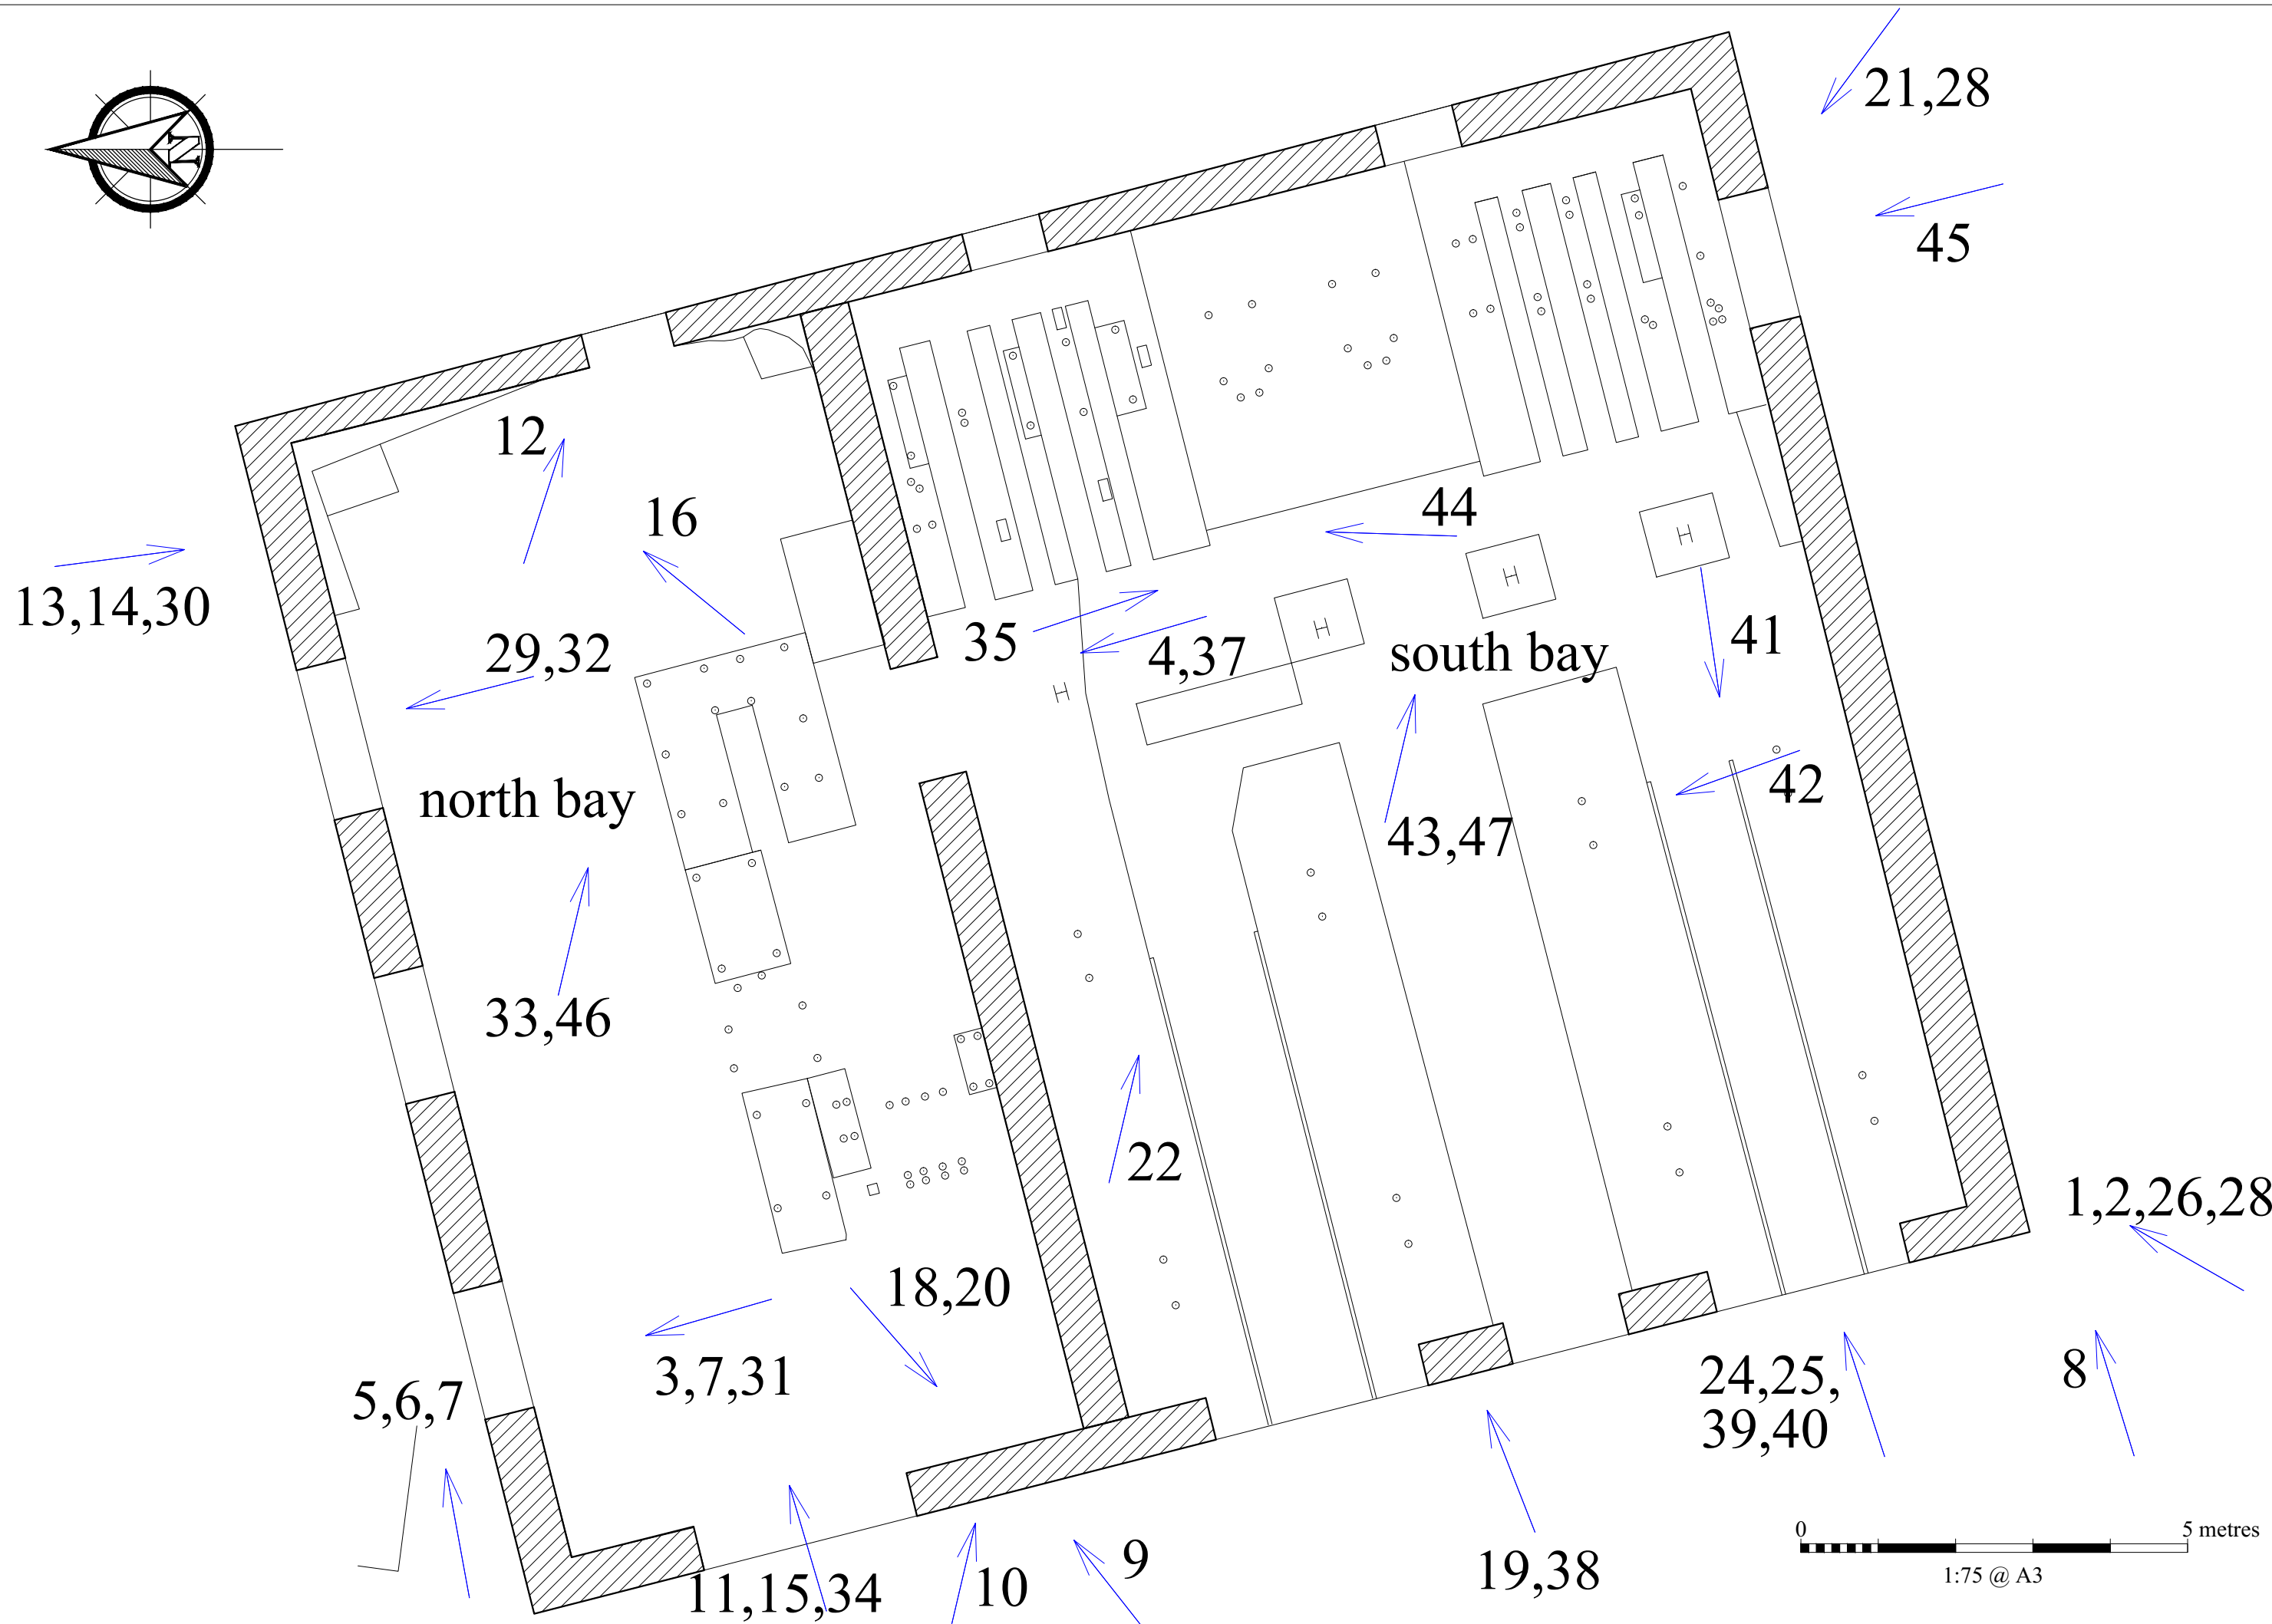 21,28
N
45
12
16
44
13,14,30
29,32
35
4,37
south bay
41
H
H
H
H
north bay
42
43,47
33,46
22
1,2,26,28
18,20
3,7,31
5,6,7
24,25,
39,40
8
0
5 metres
1:75 @ A3
9
10
11,15,34
19,38